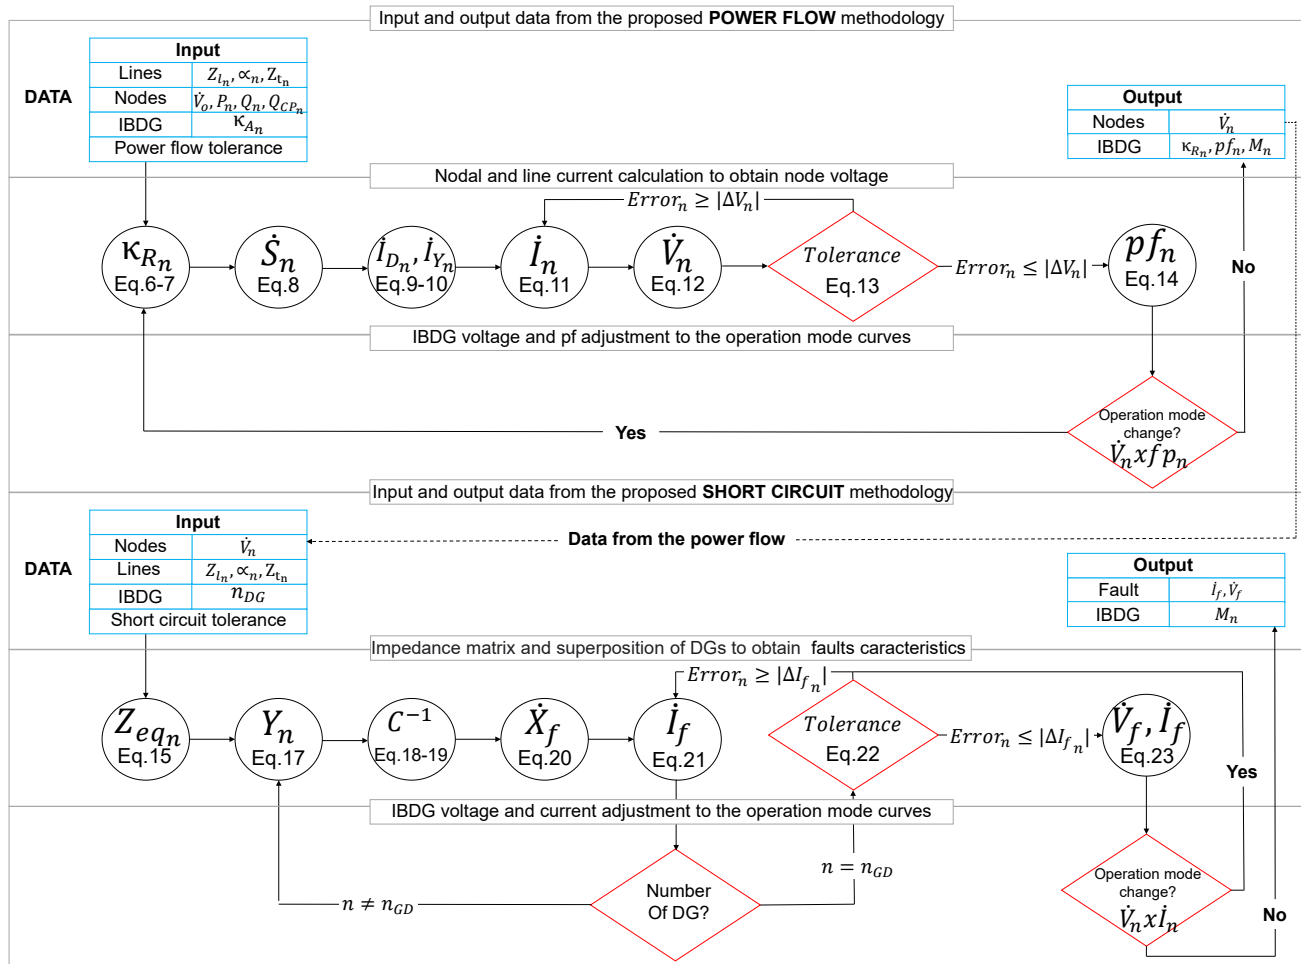 Input and output data from the proposed POWER FLOW methodology
DATA
Input
Lines Z_{l_n}, ∝_n, Z_{t_n}
Nodes V̇_o, P_n, Q_n, Q_{CP_n}
IBDG κ_{A_n}
Power flow tolerance
Output
Nodes V̇_n
IBDG κ_{R_n}, pf_n, M_n
Nodal and line current calculation to obtain node voltage
Error_n ≥ |ΔV_n|
κ_{R_n}
Eq.6-7
Ṡ_n
Eq.8
İ_{D_n}, İ_{Y_n}
Eq.9-10
İ_n
Eq.11
V̇_n
Eq.12
Tolerance
Eq.13
Error_n ≤ |ΔV_n|
pf_n
Eq.14
No
IBDG voltage and pf adjustment to the operation mode curves
Yes
Operation mode
change?
V̇_n x fp_n
Input and output data from the proposed SHORT CIRCUIT methodology
DATA
Input
Nodes V̇_n
Lines Z_{l_n}, ∝_n, Z_{t_n}
IBDG n_{DG}
Short circuit tolerance
Data from the power flow
Output
Fault İ_f, V̇_f
IBDG M_n
Impedance matrix and superposition of DGs to obtain faults caracteristics
Error_n ≥ |ΔI_{f_n}|
Z_{eq_n}
Eq.15
Y_n
Eq.17
C^{-1}
Eq.18-19
Ẋ_f
Eq.20
İ_f
Eq.21
Tolerance
Eq.22
Error_n ≤ |ΔI_{f_n}|
V̇_f, İ_f
Eq.23
Yes
IBDG voltage and current adjustment to the operation mode curves
n ≠ n_{GD}
Number
Of DG?
n = n_{GD}
Operation mode
change?
V̇_n x İ_n
No